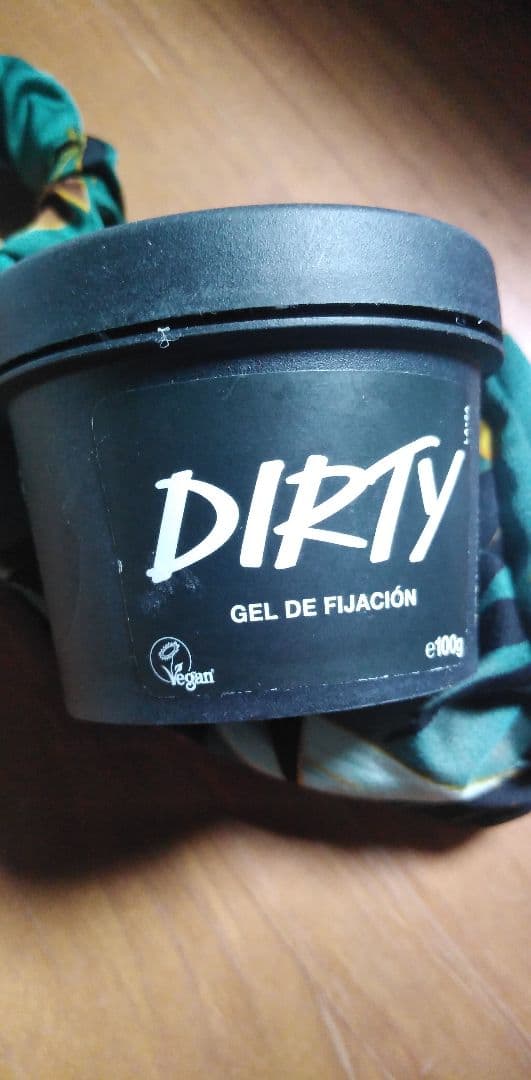 DIRTY
GEL DE FIJACIÓN
Vegan
e100g